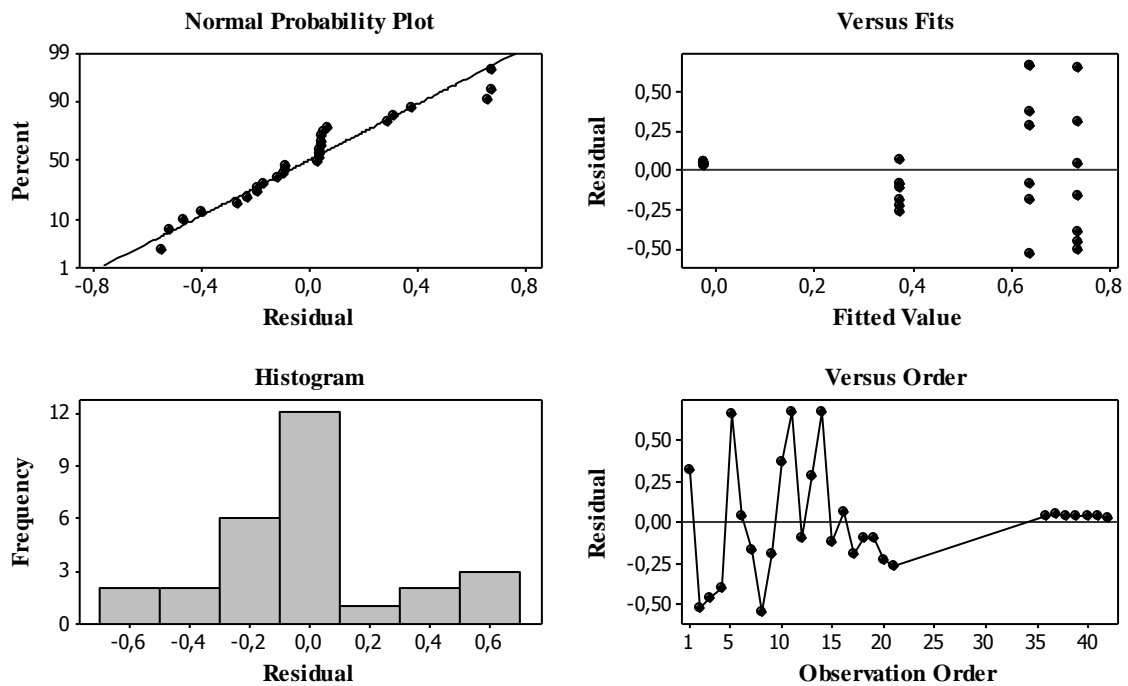 Normal Probability Plot
Percent
99
90
50
10
1
-0,8 -0,4 0,0 0,4 0,8
Residual
Versus Fits
Residual
0,50
0,25
0,00
-0,25
-0,50
0,0 0,2 0,4 0,6 0,8
Fitted Value
Histogram
Frequency
12
9
6
3
0
-0,6 -0,4 -0,2 0,0 0,2 0,4 0,6
Residual
Versus Order
Residual
0,50
0,25
0,00
-0,25
-0,50
1 5 10 15 20 25 30 35 40
Observation Order